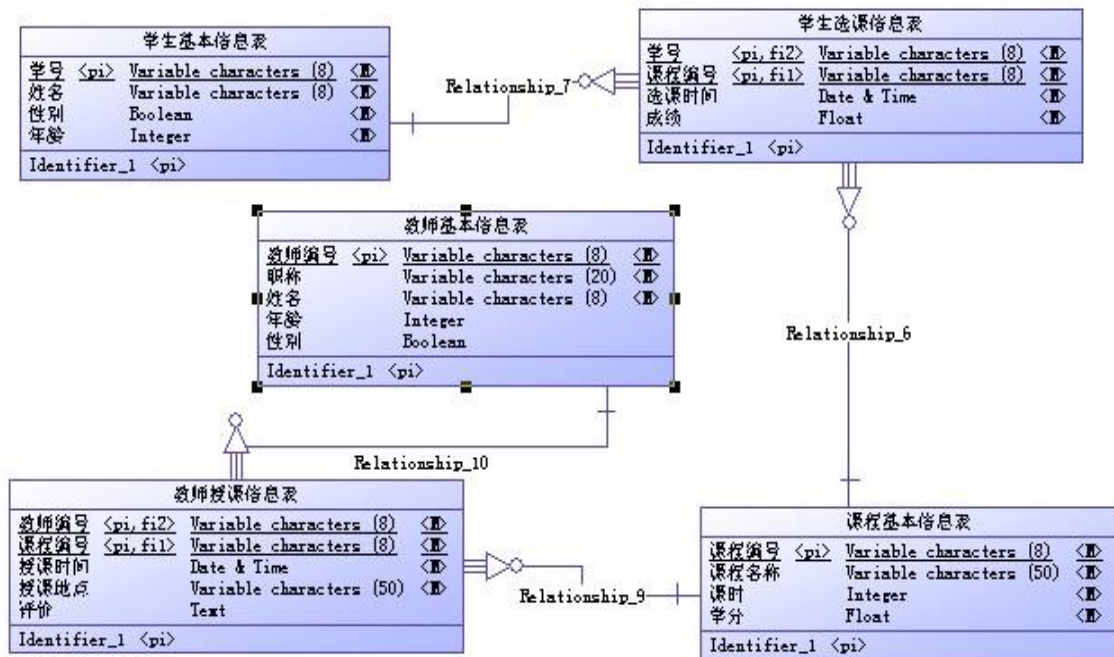 学生基本信息表
学号 <pi> Variable characters (8) <M>
姓名 Variable characters (8) <M>
性别 Boolean <M>
年龄 Integer <M>
Identifier_1 <pi>
Relationship_7
学生选课信息表
学号 <pi,fi2> Variable characters (8) <M>
课程编号 <pi,fi1> Variable characters (8) <M>
选课时间 Date & Time <M>
成绩 Float <M>
Identifier_1 <pi>
教师基本信息表
教师编号 <pi> Variable characters (8) <M>
职称 Variable characters (20) <M>
姓名 Variable characters (8) <M>
年龄 Integer
性别 Boolean
Identifier_1 <pi>
Relationship_6
Relationship_10
教师授课信息表
教师编号 <pi,fi2> Variable characters (8) <M>
课程编号 <pi,fi1> Variable characters (8) <M>
授课时间 Date & Time <M>
授课地点 Variable characters (50) <M>
评价 Text
Identifier_1 <pi>
Relationship_9
课程基本信息表
课程编号 <pi> Variable characters (8) <M>
课程名称 Variable characters (50) <M>
课时 Integer <M>
学分 Float <M>
Identifier_1 <pi>